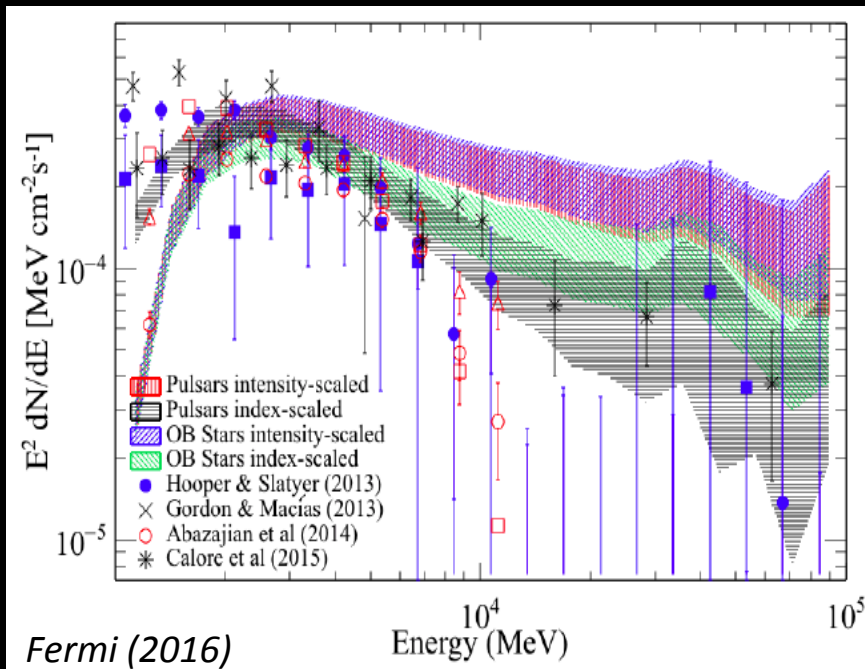 E² dN/dE [MeV cm⁻²s⁻¹]
10⁻⁴
10⁻⁵
Pulsars intensity-scaled
Pulsars index-scaled
OB Stars intensity-scaled
OB Stars index-scaled
Hooper & Slatyer (2013)
Gordon & Macías (2013)
Abazajian et al (2014)
Calore et al (2015)
10⁴
10⁵
Energy (MeV)
Fermi (2016)